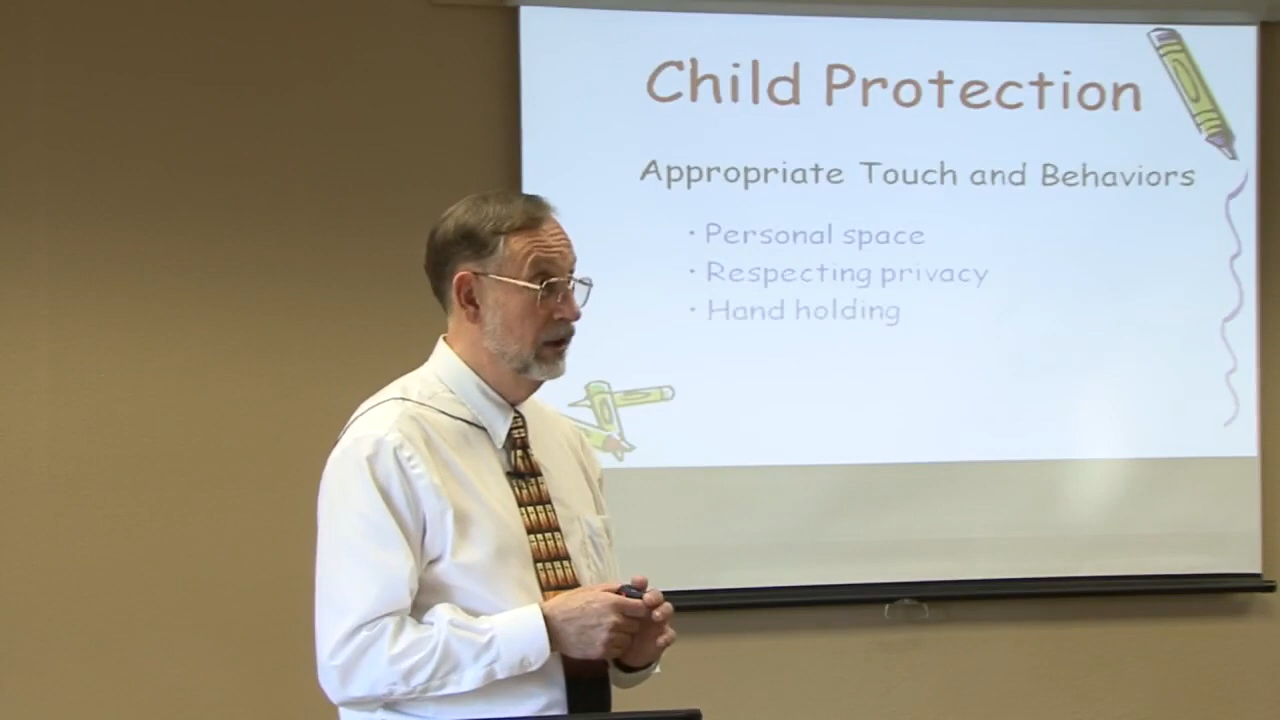 Child Protection
Appropriate Touch and Behaviors
• Personal space
• Respecting privacy
• Hand holding